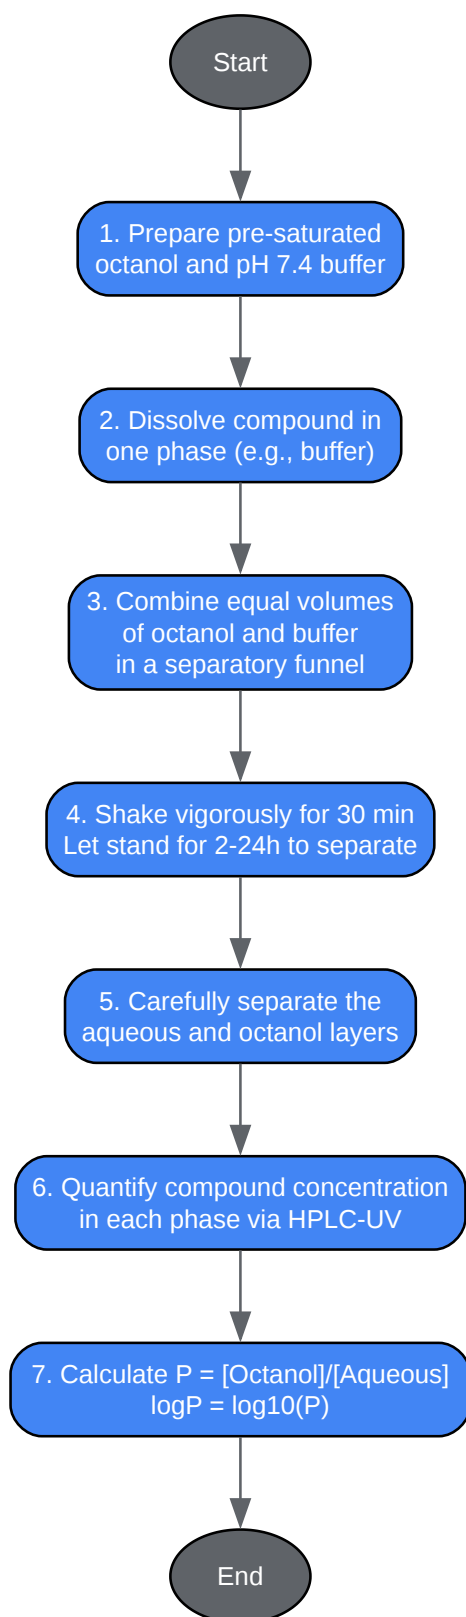 Start
1. Prepare pre-saturated
octanol and pH 7.4 buffer
2. Dissolve compound in
one phase (e.g., buffer)
3. Combine equal volumes
of octanol and buffer
in a separatory funnel
4. Shake vigorously for 30 min
Let stand for 2-24h to separate
5. Carefully separate the
aqueous and octanol layers
6. Quantify compound concentration
in each phase via HPLC-UV
7. Calculate P = [Octanol]/[Aqueous]
logP = log10(P)
End